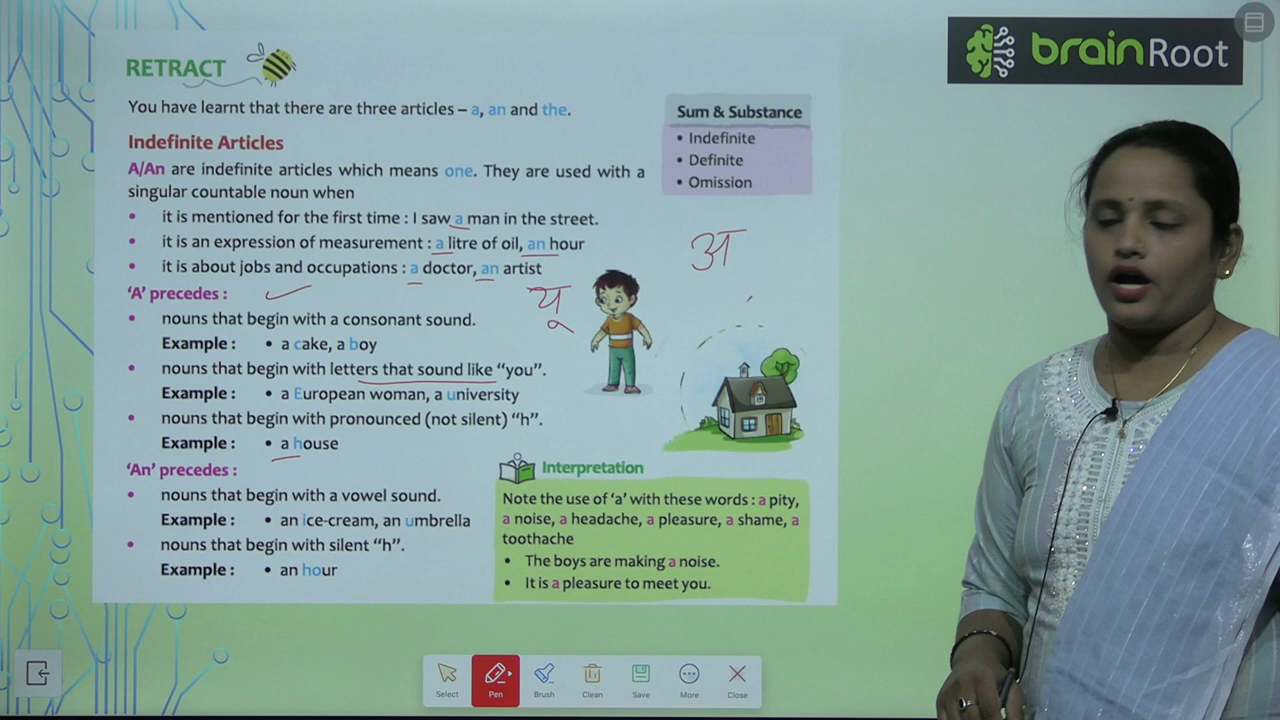 RETRACT
You have learnt that there are three articles – a, an and the.
Indefinite Articles
A/An are indefinite articles which means one. They are used with a
singular countable noun when
• it is mentioned for the first time : I saw a man in the street.
• it is an expression of measurement : a litre of oil, an hour
• it is about jobs and occupations : a doctor, an artist
'A' precedes :
• nouns that begin with a consonant sound.
Example : • a cake, a boy
• nouns that begin with letters that sound like "you".
Example : • a European woman, a university
• nouns that begin with pronounced (not silent) "h".
Example : • a house
'An' precedes :
• nouns that begin with a vowel sound.
Example : • an ice-cream, an umbrella
• nouns that begin with silent "h".
Example : • an hour
Sum & Substance
• Indefinite
• Definite
• Omission
अ
यू
Interpretation
Note the use of 'a' with these words : a pity,
a noise, a headache, a pleasure, a shame, a
toothache
• The boys are making a noise.
• It is a pleasure to meet you.
brainRoot
Select Pen Brush Clean Save More Close